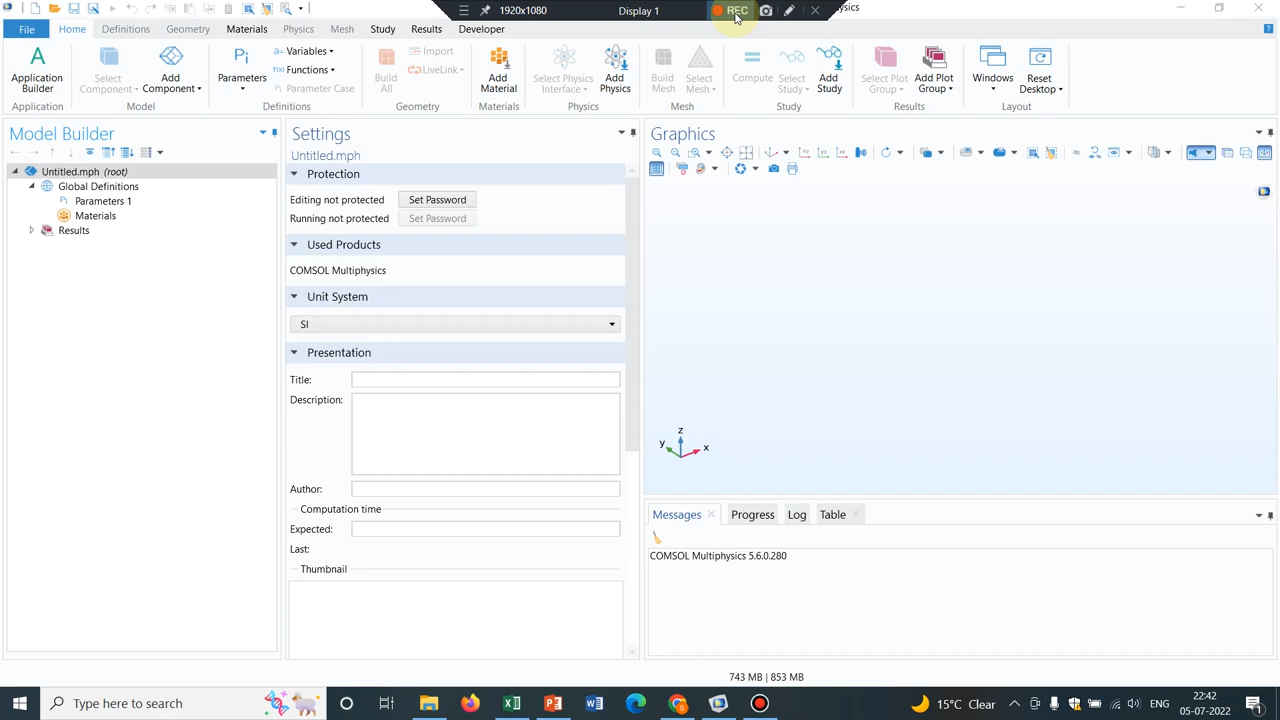 1920x1080 Display 1 REC ysics
File Home Definitions Geometry Materials Physics Mesh Study Results Developer
Application Builder
Application
Select Component
Add Component
Model
Parameters
Variables
Functions
Parameter Case
Definitions
Build All
Import
LiveLink
Geometry
Add Material
Materials
Select Physics Interface
Add Physics
Physics
Build Mesh
Select Mesh
Mesh
Compute
Select Study
Add Study
Study
Select Plot Group
Add Plot Group
Results
Windows
Reset Desktop
Layout
Model Builder
Untitled.mph (root)
Global Definitions
Pi Parameters 1
Materials
Results
Settings
Untitled.mph
Protection
Editing not protected Set Password
Running not protected Set Password
Used Products
COMSOL Multiphysics
Unit System
SI
Presentation
Title:
Description:
Author:
Computation time
Expected:
Last:
Thumbnail
Graphics
z
y x
Messages Progress Log Table
COMSOL Multiphysics 5.6.0.280
743 MB | 853 MB
Type here to search
15°C Clear
ENG
22:42
05-07-2022